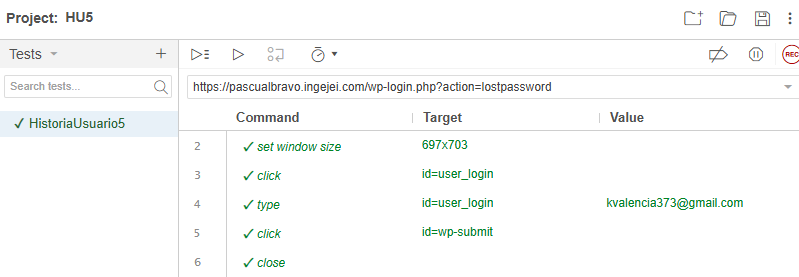 Project: HU5
Tests +
REC
Search tests...
https://pascualbravo.ingejei.com/wp-login.php?action=lostpassword
Command Target Value
✓ HistoriaUsuario5
2 ✓ set window size 697x703
3 ✓ click id=user_login
4 ✓ type id=user_login kvalencia373@gmail.com
5 ✓ click id=wp-submit
6 ✓ close